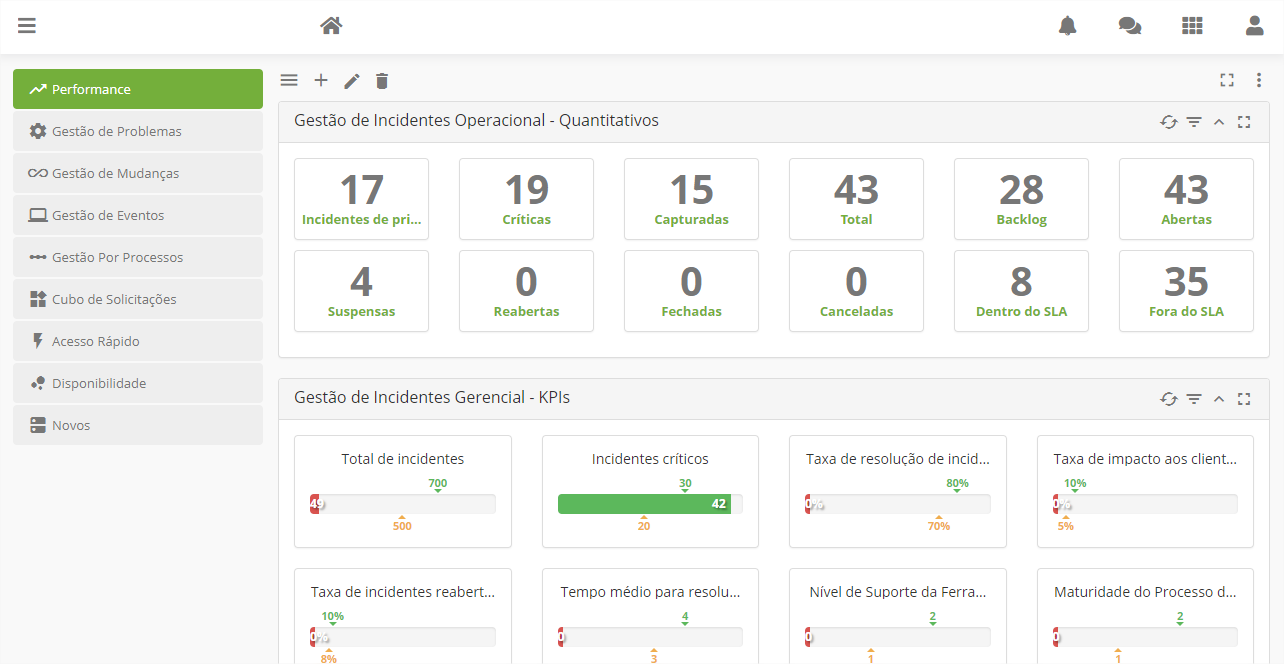 Performance
Gestão de Problemas
Gestão de Mudanças
Gestão de Eventos
Gestão Por Processos
Cubo de Solicitações
Acesso Rápido
Disponibilidade
Novos
Gestão de Incidentes Operacional - Quantitativos
17 19 15 43 28 43
Incidentes de pri... Críticas Capturadas Total Backlog Abertas
4 0 0 0 8 35
Suspensas Reabertas Fechadas Canceladas Dentro do SLA Fora do SLA
Gestão de Incidentes Gerencial - KPIs
Total de incidentes Incidentes críticos Taxa de resolução de incid... Taxa de impacto aos client...
700 30 80% 10%
49 42 0% 0%
500 20 70% 5%
Taxa de incidentes reabert... Tempo médio para resolu... Nível de Suporte da Ferra... Maturidade do Processo d...
10% 4 2 2
0% 0 0 0
8% 3 1 1